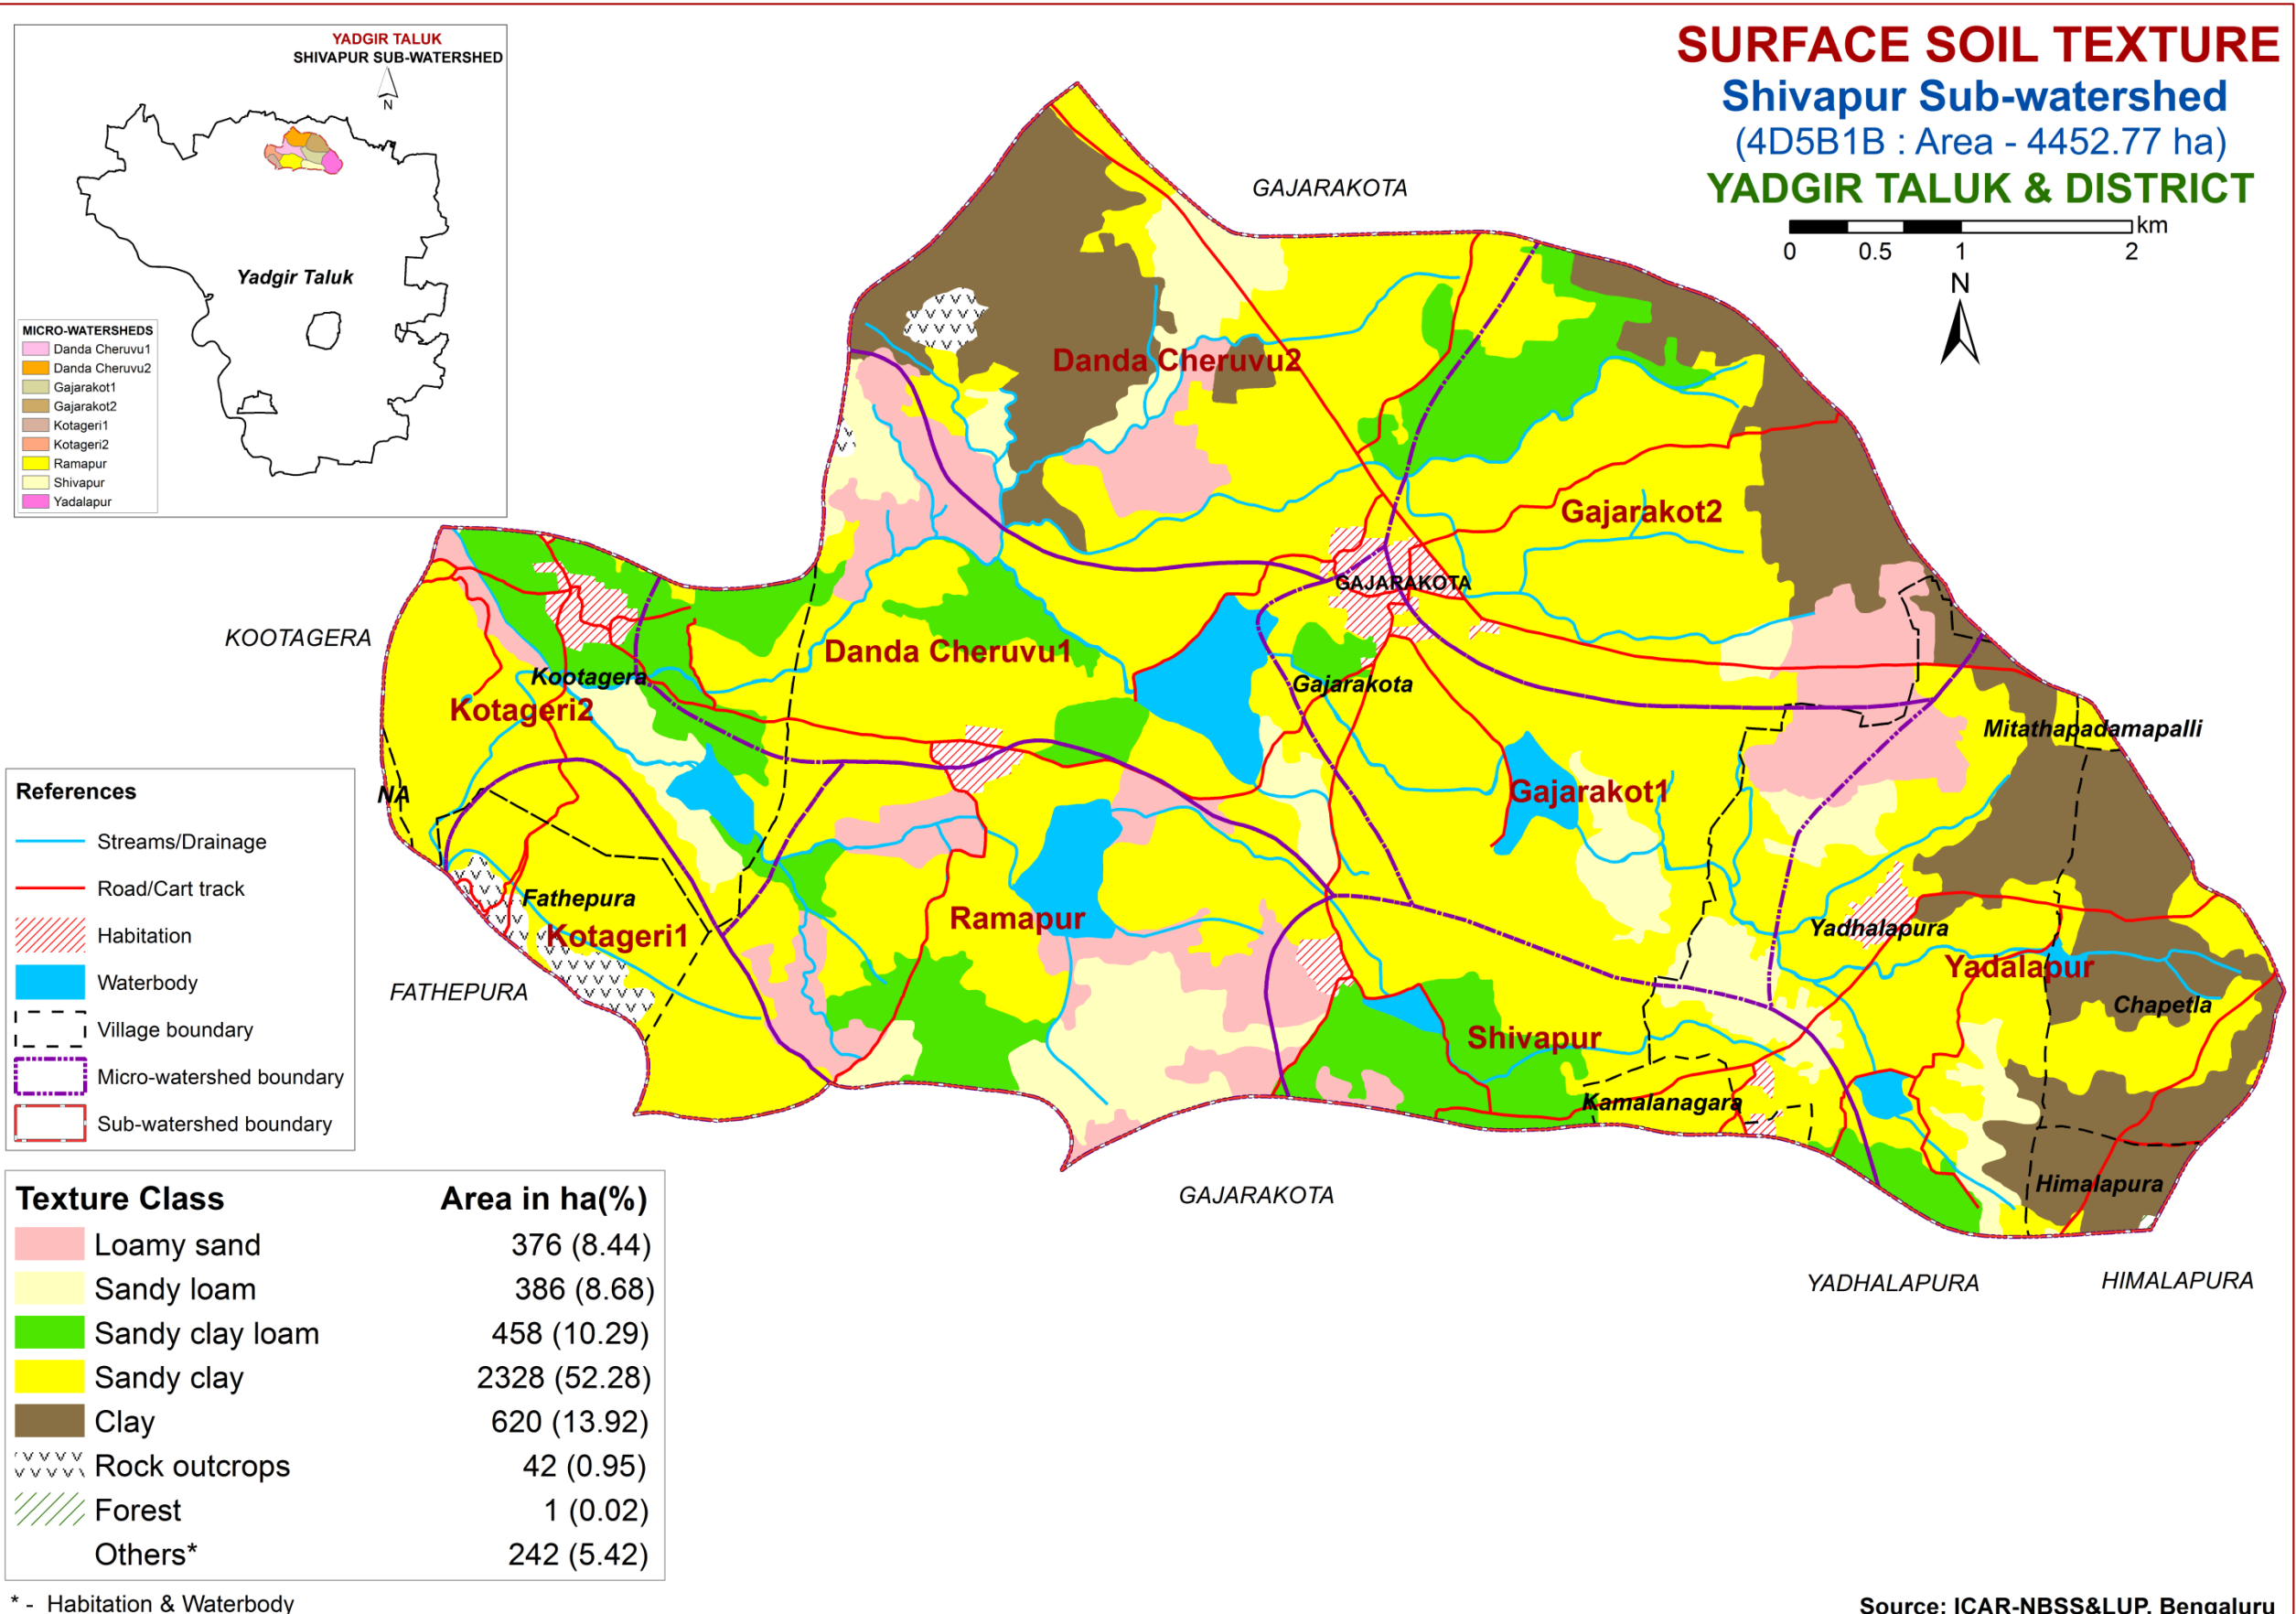 YADGIR TALUK
SHIVAPUR SUB-WATERSHED
N
Yadgir Taluk
MICRO-WATERSHEDS
Danda Cheruvu1
Danda Cheruvu2
Gajarakot1
Gajarakot2
Kotageri1
Kotageri2
Ramapur
Shivapur
Yadalapur
SURFACE SOIL TEXTURE
Shivapur Sub-watershed
(4D5B1B : Area - 4452.77 ha)
YADGIR TALUK & DISTRICT
km
0 0.5 1 2
N
GAJARAKOTA
Danda Cheruvu2
Gajarakot2
GAJARAKOTA
KOOTAGERA
Danda Cheruvu1
Kootagera
Gajarakota
Kotageri2
Mitathapadamapalli
NA
Gajarakot1
Fathepura
Ramapur
Kotageri1
Yadhalapura
Yadalapur
FATHEPURA
Chapetla
Shivapur
Kamalanagara
Himalapura
GAJARAKOTA
YADHALAPURA
HIMALAPURA
References
Streams/Drainage
Road/Cart track
Habitation
Waterbody
Village boundary
Micro-watershed boundary
Sub-watershed boundary
Texture Class Area in ha(%)
Loamy sand 376 (8.44)
Sandy loam 386 (8.68)
Sandy clay loam 458 (10.29)
Sandy clay 2328 (52.28)
Clay 620 (13.92)
Rock outcrops 42 (0.95)
Forest 1 (0.02)
Others* 242 (5.42)
* - Habitation & Waterbody
Source: ICAR-NBSS&LUP, Bengaluru